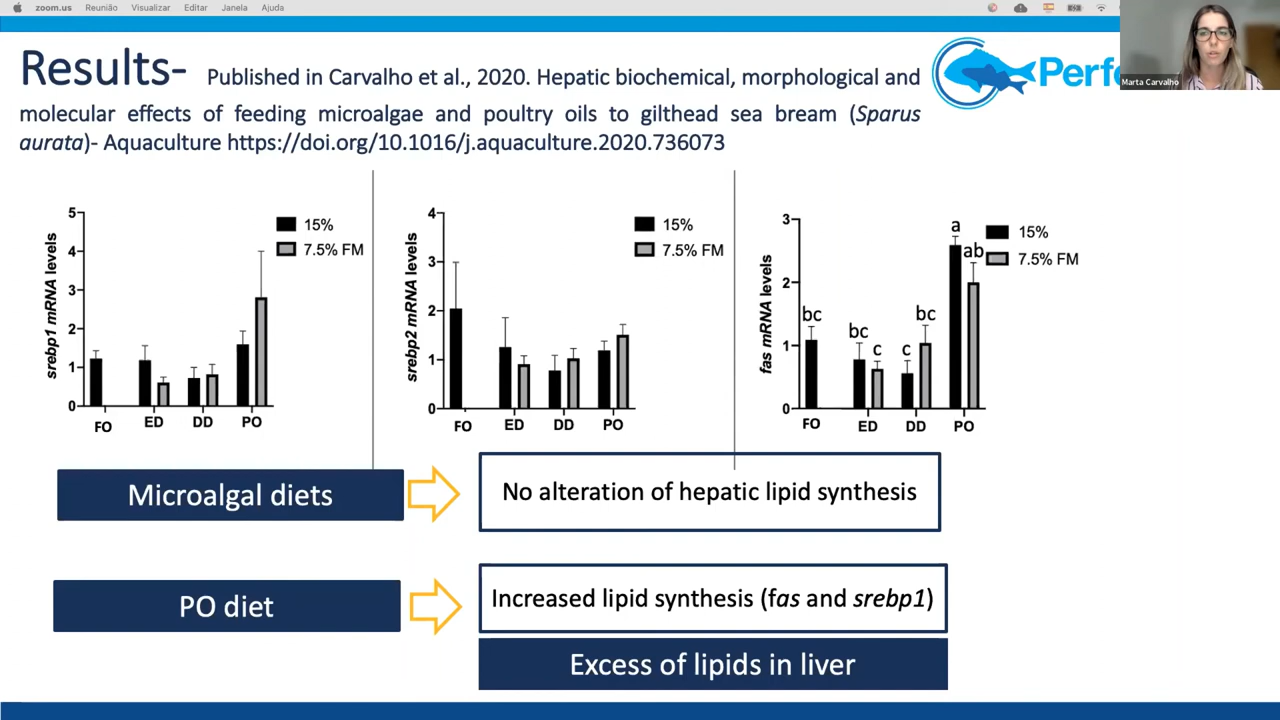 zoom.us Reunião Visualizar Editar Janela Ajuda
Results- Published in Carvalho et al., 2020. Hepatic biochemical, morphological and
molecular effects of feeding microalgae and poultry oils to gilthead sea bream (Sparus
aurata)- Aquaculture https://doi.org/10.1016/j.aquaculture.2020.736073
Marta Carvalho
srebp1 mRNA levels
5
4
3
2
1
0
15%
7.5% FM
FO ED DD PO
srebp2 mRNA levels
4
3
2
1
0
15%
7.5% FM
FO ED DD PO
fas mRNA levels
3
2
1
0
bc
bc
c
c
bc
a
ab
15%
7.5% FM
FO ED DD PO
Microalgal diets
No alteration of hepatic lipid synthesis
PO diet
Increased lipid synthesis (fas and srebp1)
Excess of lipids in liver